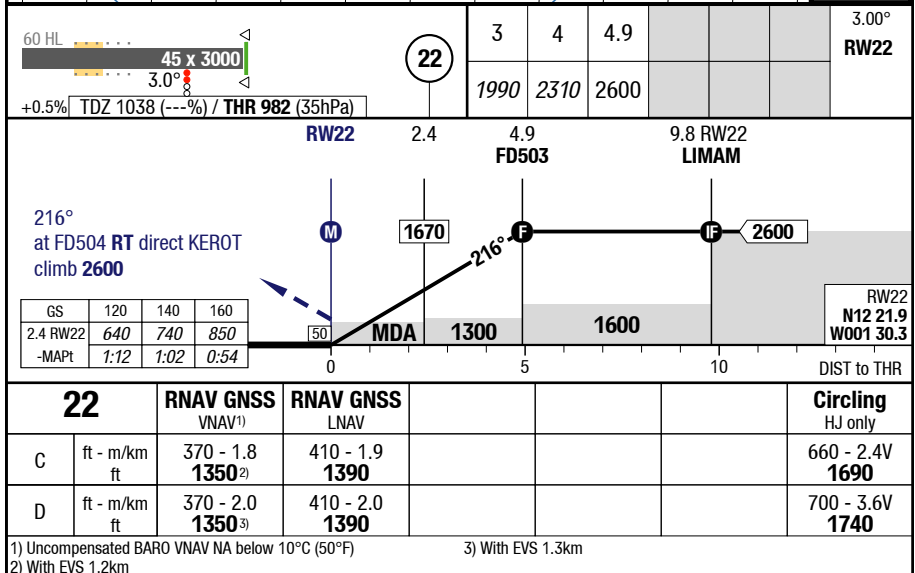 60 HL
45 x 3000
3.0°
+0.5% TDZ 1038 (---%) / THR 982 (35hPa)
22
3 4 4.9
1990 2310 2600
3.00°
RW22
RW22 2.4 4.9 9.8 RW22
FD503 LIMAM
216°
at FD504 RT direct KEROT
climb 2600
M 1670 216° F IF 2600
GS 120 140 160
2.4 RW22 640 740 850
-MAPt 1:12 1:02 0:54
50 MDA 1300 1600
RW22
N12 21.9
W001 30.3
0 5 10 DIST to THR
22 RNAV GNSS RNAV GNSS Circling
VNAV1) LNAV HJ only
C ft - m/km 370 - 1.8 410 - 1.9 660 - 2.4V
ft 1350 2) 1390 1690
D ft - m/km 370 - 2.0 410 - 2.0 700 - 3.6V
ft 1350 3) 1390 1740
1) Uncompensated BARO VNAV NA below 10°C (50°F) 3) With EVS 1.3km
2) With EVS 1.2km